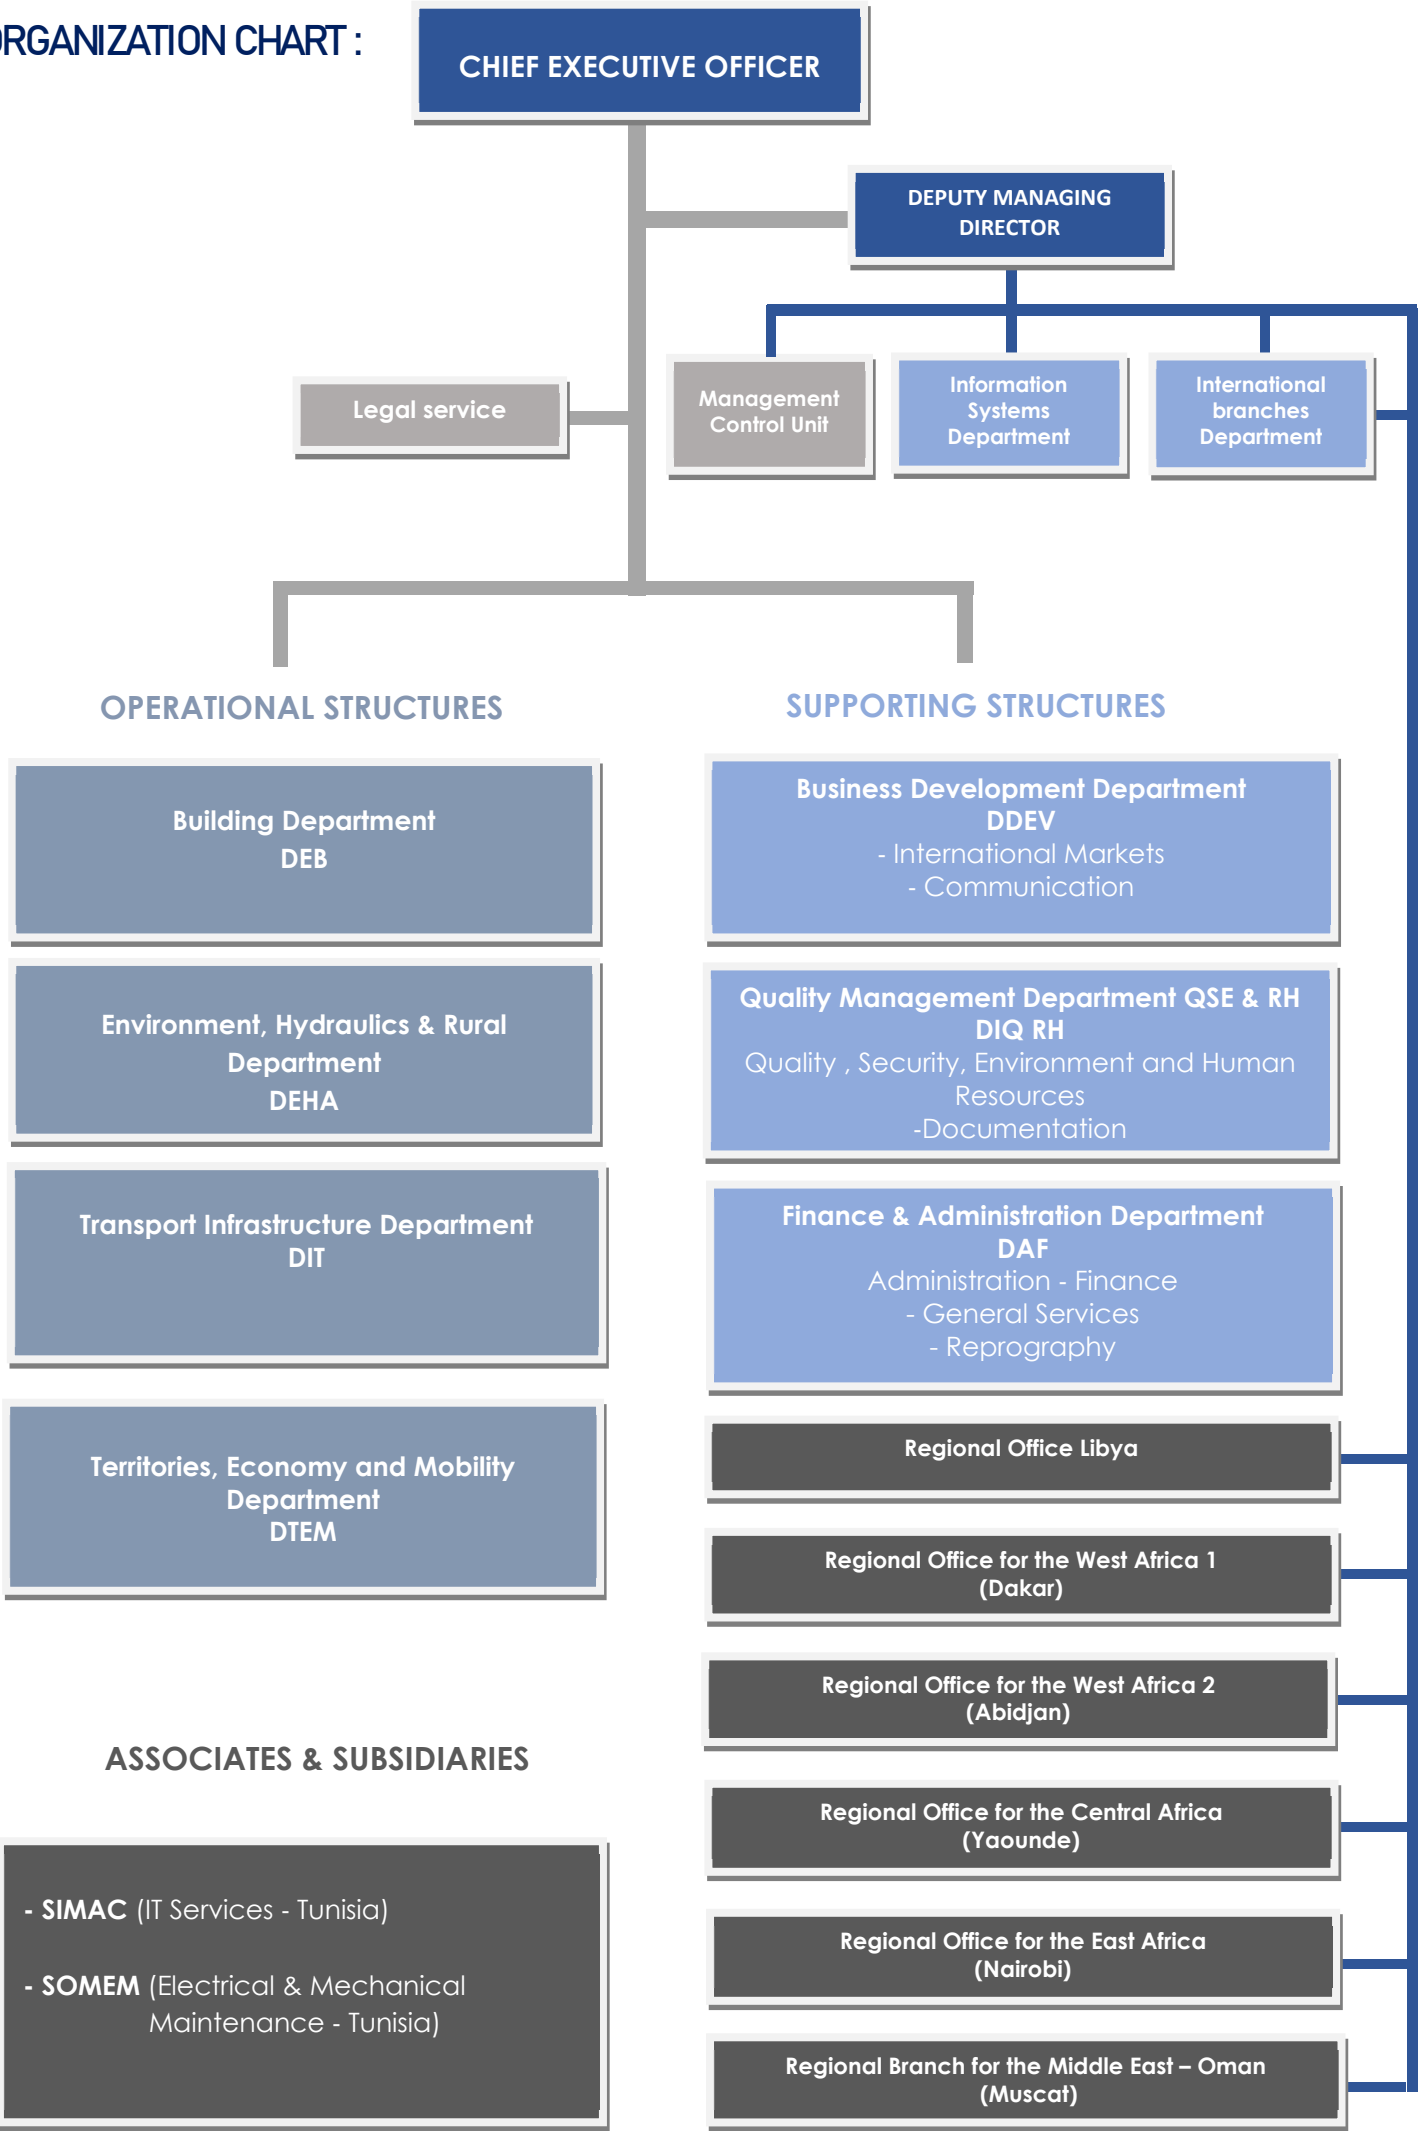 ORGANIZATION CHART :
CHIEF EXECUTIVE OFFICER
DEPUTY MANAGING
DIRECTOR
Legal service
Management
Control Unit
Information
Systems
Department
International
branches
Department
OPERATIONAL STRUCTURES
Building Department
DEB
Environment, Hydraulics & Rural
Department
DEHA
Transport Infrastructure Department
DIT
Territories, Economy and Mobility
Department
DTEM
ASSOCIATES & SUBSIDIARIES
- SIMAC (IT Services - Tunisia)
- SOMEM (Electrical & Mechanical
Maintenance - Tunisia)
SUPPORTING STRUCTURES
Business Development Department
DDEV
- International Markets
- Communication
Quality Management Department QSE & RH
DIQ RH
Quality , Security, Environment and Human
Resources
-Documentation
Finance & Administration Department
DAF
Administration - Finance
- General Services
- Reprography
Regional Office Libya
Regional Office for the West Africa 1
(Dakar)
Regional Office for the West Africa 2
(Abidjan)
Regional Office for the Central Africa
(Yaounde)
Regional Office for the East Africa
(Nairobi)
Regional Branch for the Middle East – Oman
(Muscat)